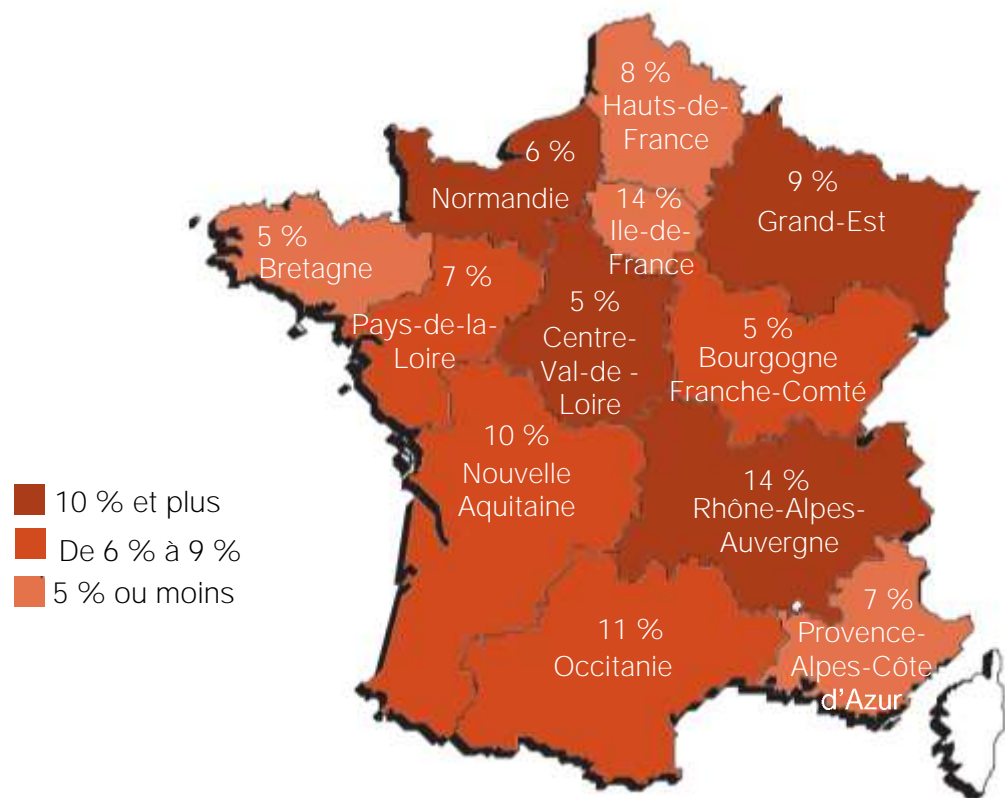 8 %
Hauts-de-
France
6 %
Normandie
14 %
Ile-de-
France
9 %
Grand-Est
5 %
Bretagne
7 %
Pays-de-la-
Loire
5 %
Centre-
Val-de -
Loire
5 %
Bourgogne
Franche-Comté
10 %
Nouvelle
Aquitaine
14 %
Rhône-Alpes-
Auvergne
11 %
Occitanie
7 %
Provence-
Alpes-Côte
d'Azur
10 % et plus
De 6 % à 9 %
5 % ou moins